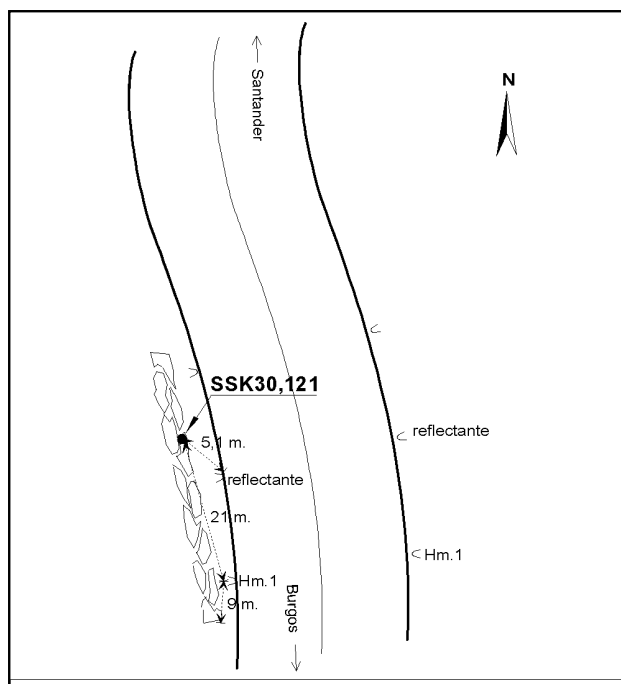 Santander
N
SSK30,121
5,1 m.
reflectante
reflectante
21 m.
Hm.1
Hm.1
9 m.
Burgos